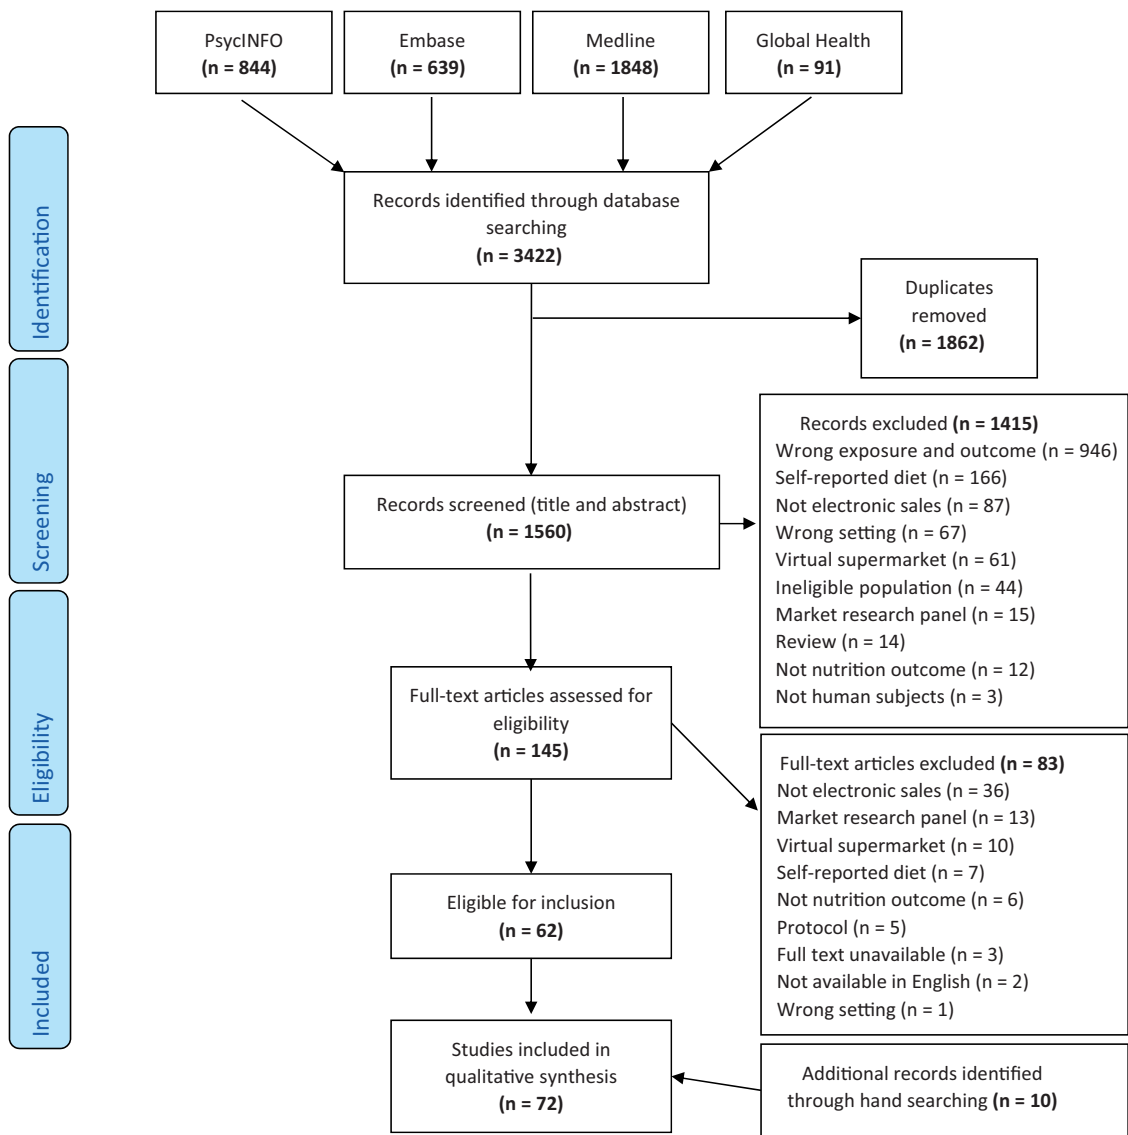 PsycINFO
(n = 844)
Embase
(n = 639)
Medline
(n = 1848)
Global Health
(n = 91)
Identification
Records identified through database
searching
(n = 3422)
Duplicates
removed
(n = 1862)
Screening
Records screened (title and abstract)
(n = 1560)
Records excluded (n = 1415)
Wrong exposure and outcome (n = 946)
Self-reported diet (n = 166)
Not electronic sales (n = 87)
Wrong setting (n = 67)
Virtual supermarket (n = 61)
Ineligible population (n = 44)
Market research panel (n = 15)
Review (n = 14)
Not nutrition outcome (n = 12)
Not human subjects (n = 3)
Eligibility
Full-text articles assessed for
eligibility
(n = 145)
Full-text articles excluded (n = 83)
Not electronic sales (n = 36)
Market research panel (n = 13)
Virtual supermarket (n = 10)
Self-reported diet (n = 7)
Not nutrition outcome (n = 6)
Protocol (n = 5)
Full text unavailable (n = 3)
Not available in English (n = 2)
Wrong setting (n = 1)
Included
Eligible for inclusion
(n = 62)
Studies included in
qualitative synthesis
(n = 72)
Additional records identified
through hand searching (n = 10)